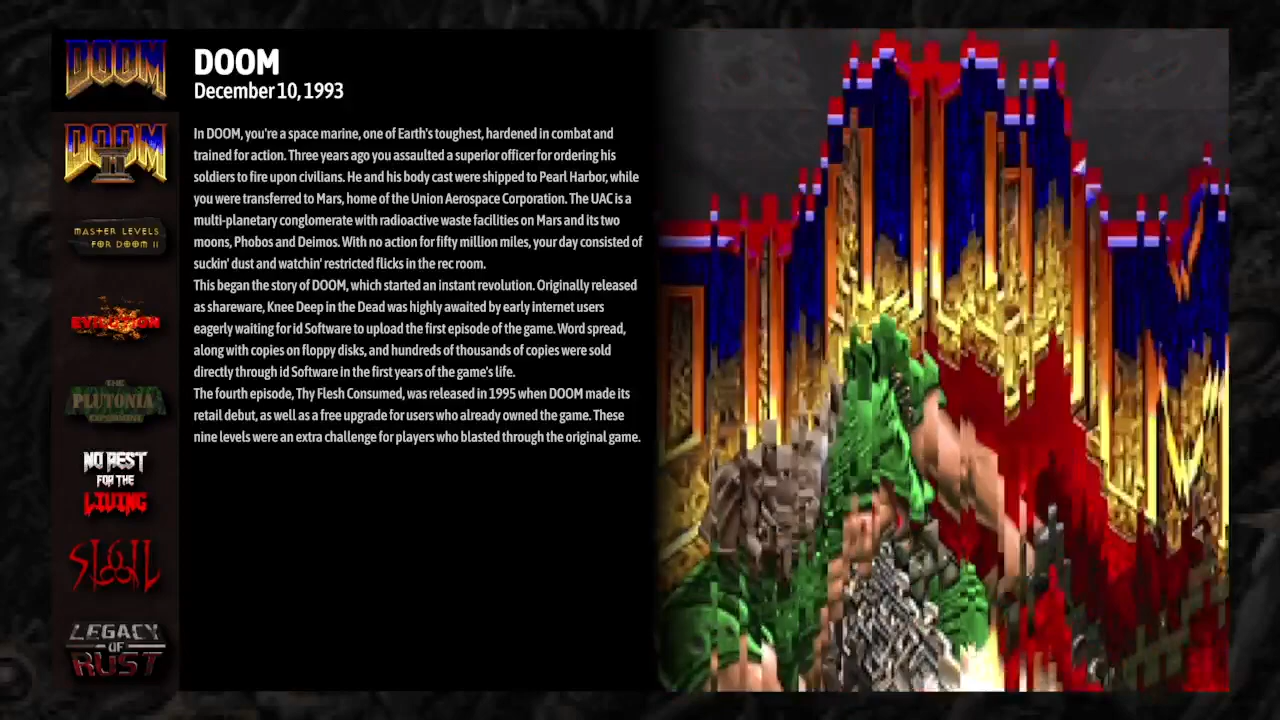 DOOM
DOOM
II
MASTER LEVELS
FOR DOOM II
EVILUTION
THE
PLUTONIA
EXPERIMENT
NO REST
FOR THE
LIVING
SIGIL
LEGACY
OF
RUST
DOOM
December 10, 1993
In DOOM, you're a space marine, one of Earth's toughest, hardened in combat and
trained for action. Three years ago you assaulted a superior officer for ordering his
soldiers to fire upon civilians. He and his body cast were shipped to Pearl Harbor, while
you were transferred to Mars, home of the Union Aerospace Corporation. The UAC is a
multi-planetary conglomerate with radioactive waste facilities on Mars and its two
moons, Phobos and Deimos. With no action for fifty million miles, your day consisted of
suckin' dust and watchin' restricted flicks in the rec room.
This began the story of DOOM, which started an instant revolution. Originally released
as shareware, Knee Deep in the Dead was highly awaited by early internet users
eagerly waiting for id Software to upload the first episode of the game. Word spread,
along with copies on floppy disks, and hundreds of thousands of copies were sold
directly through id Software in the first years of the game's life.
The fourth episode, Thy Flesh Consumed, was released in 1995 when DOOM made its
retail debut, as well as a free upgrade for users who already owned the game. These
nine levels were an extra challenge for players who blasted through the original game.